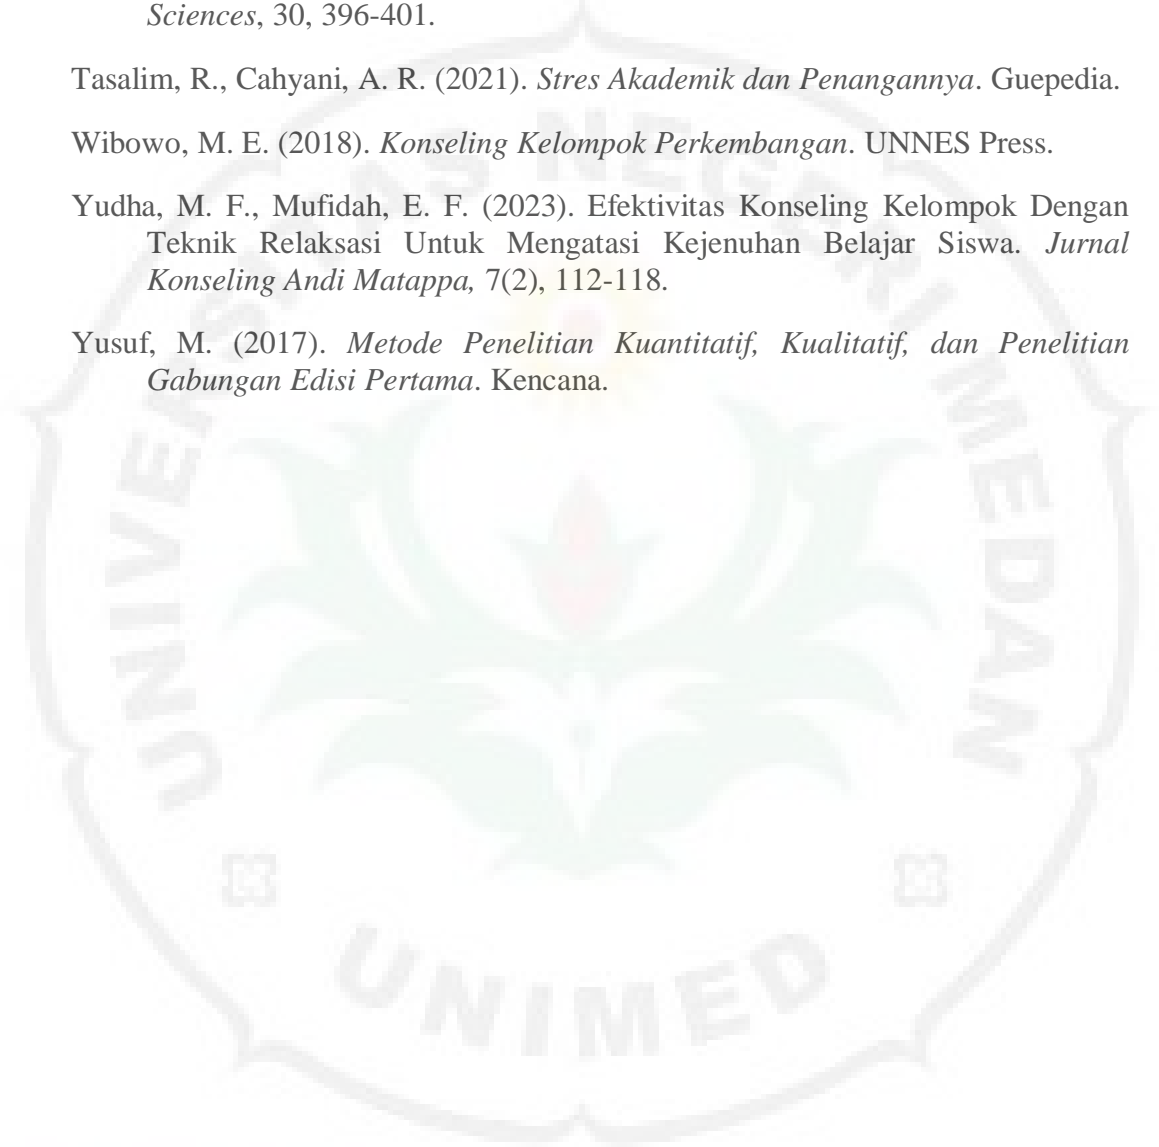 Sciences, 30, 396-401.
Tasalim, R., Cahyani, A. R. (2021). Stres Akademik dan Penangannya. Guepedia.
Wibowo, M. E. (2018). Konseling Kelompok Perkembangan. UNNES Press.
Yudha, M. F., Mufidah, E. F. (2023). Efektivitas Konseling Kelompok Dengan
Teknik Relaksasi Untuk Mengatasi Kejenuhan Belajar Siswa. Jurnal
Konseling Andi Matappa, 7(2), 112-118.
Yusuf, M. (2017). Metode Penelitian Kuantitatif, Kualitatif, dan Penelitian
Gabungan Edisi Pertama. Kencana.
UNIVERSITAS NEGERI MEDAN
UNIMED